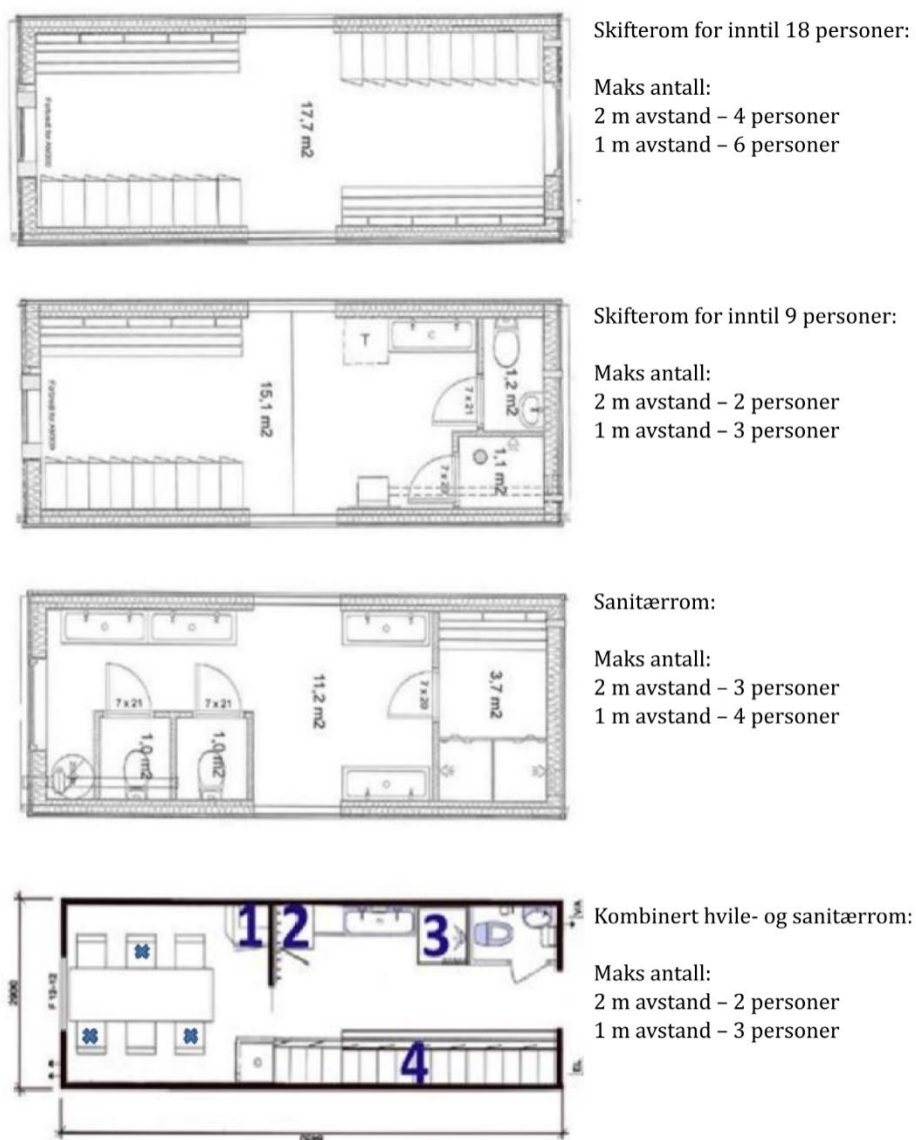 Skifterom for inntil 18 personer:
Maks antall:
2 m avstand – 4 personer
1 m avstand – 6 personer
17,7 m2
Skifterom for inntil 9 personer:
Maks antall:
2 m avstand – 2 personer
1 m avstand – 3 personer
15,1 m2
T
C
7 x 21
1,2 m2
1,1 m2
Sanitærrom:
Maks antall:
2 m avstand – 3 personer
1 m avstand – 4 personer
7 x 21
7 x 21
1,0 m2
1,0 m2
11,2 m2
7 x 20
3,7 m2
Kombinert hvile- og sanitærrom:
Maks antall:
2 m avstand – 2 personer
1 m avstand – 3 personer
1
2
3
4
VA
EL